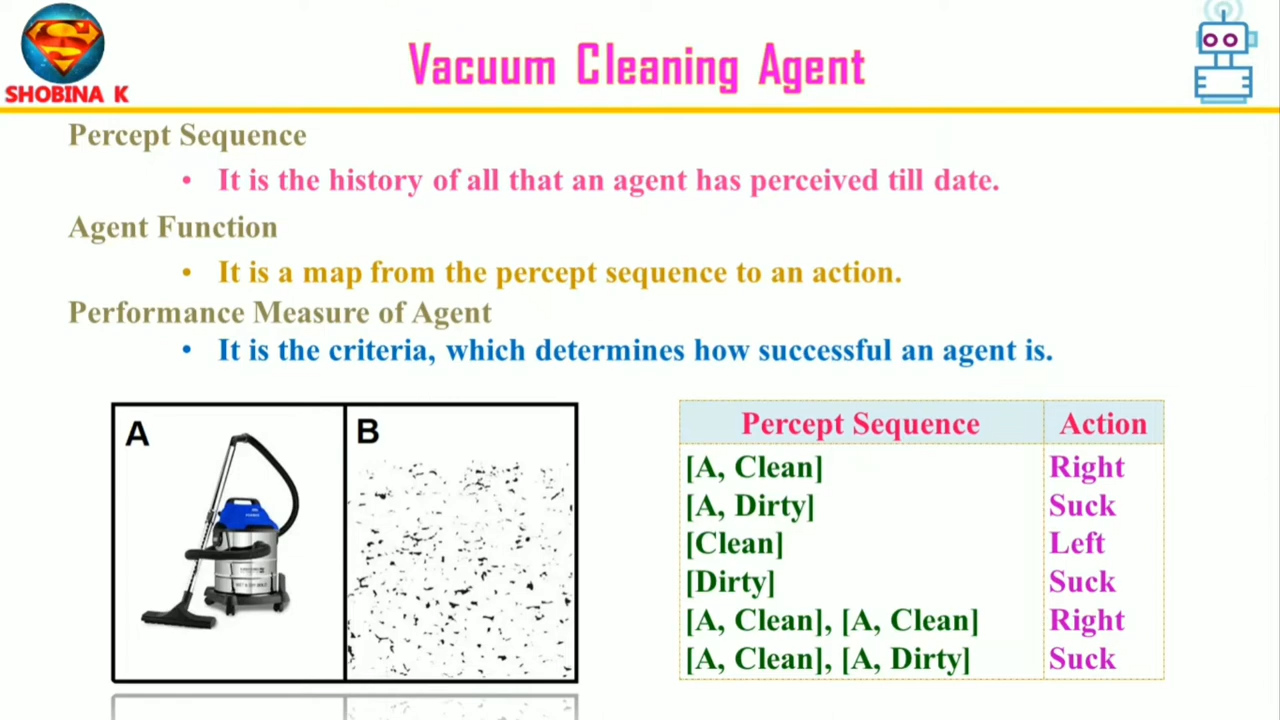 SHOBINA K
Vacuum Cleaning Agent
Percept Sequence
• It is the history of all that an agent has perceived till date.
Agent Function
• It is a map from the percept sequence to an action.
Performance Measure of Agent
• It is the criteria, which determines how successful an agent is.
A
B
Percept Sequence Action
[A, Clean] Right
[A, Dirty] Suck
[Clean] Left
[Dirty] Suck
[A, Clean], [A, Clean] Right
[A, Clean], [A, Dirty] Suck